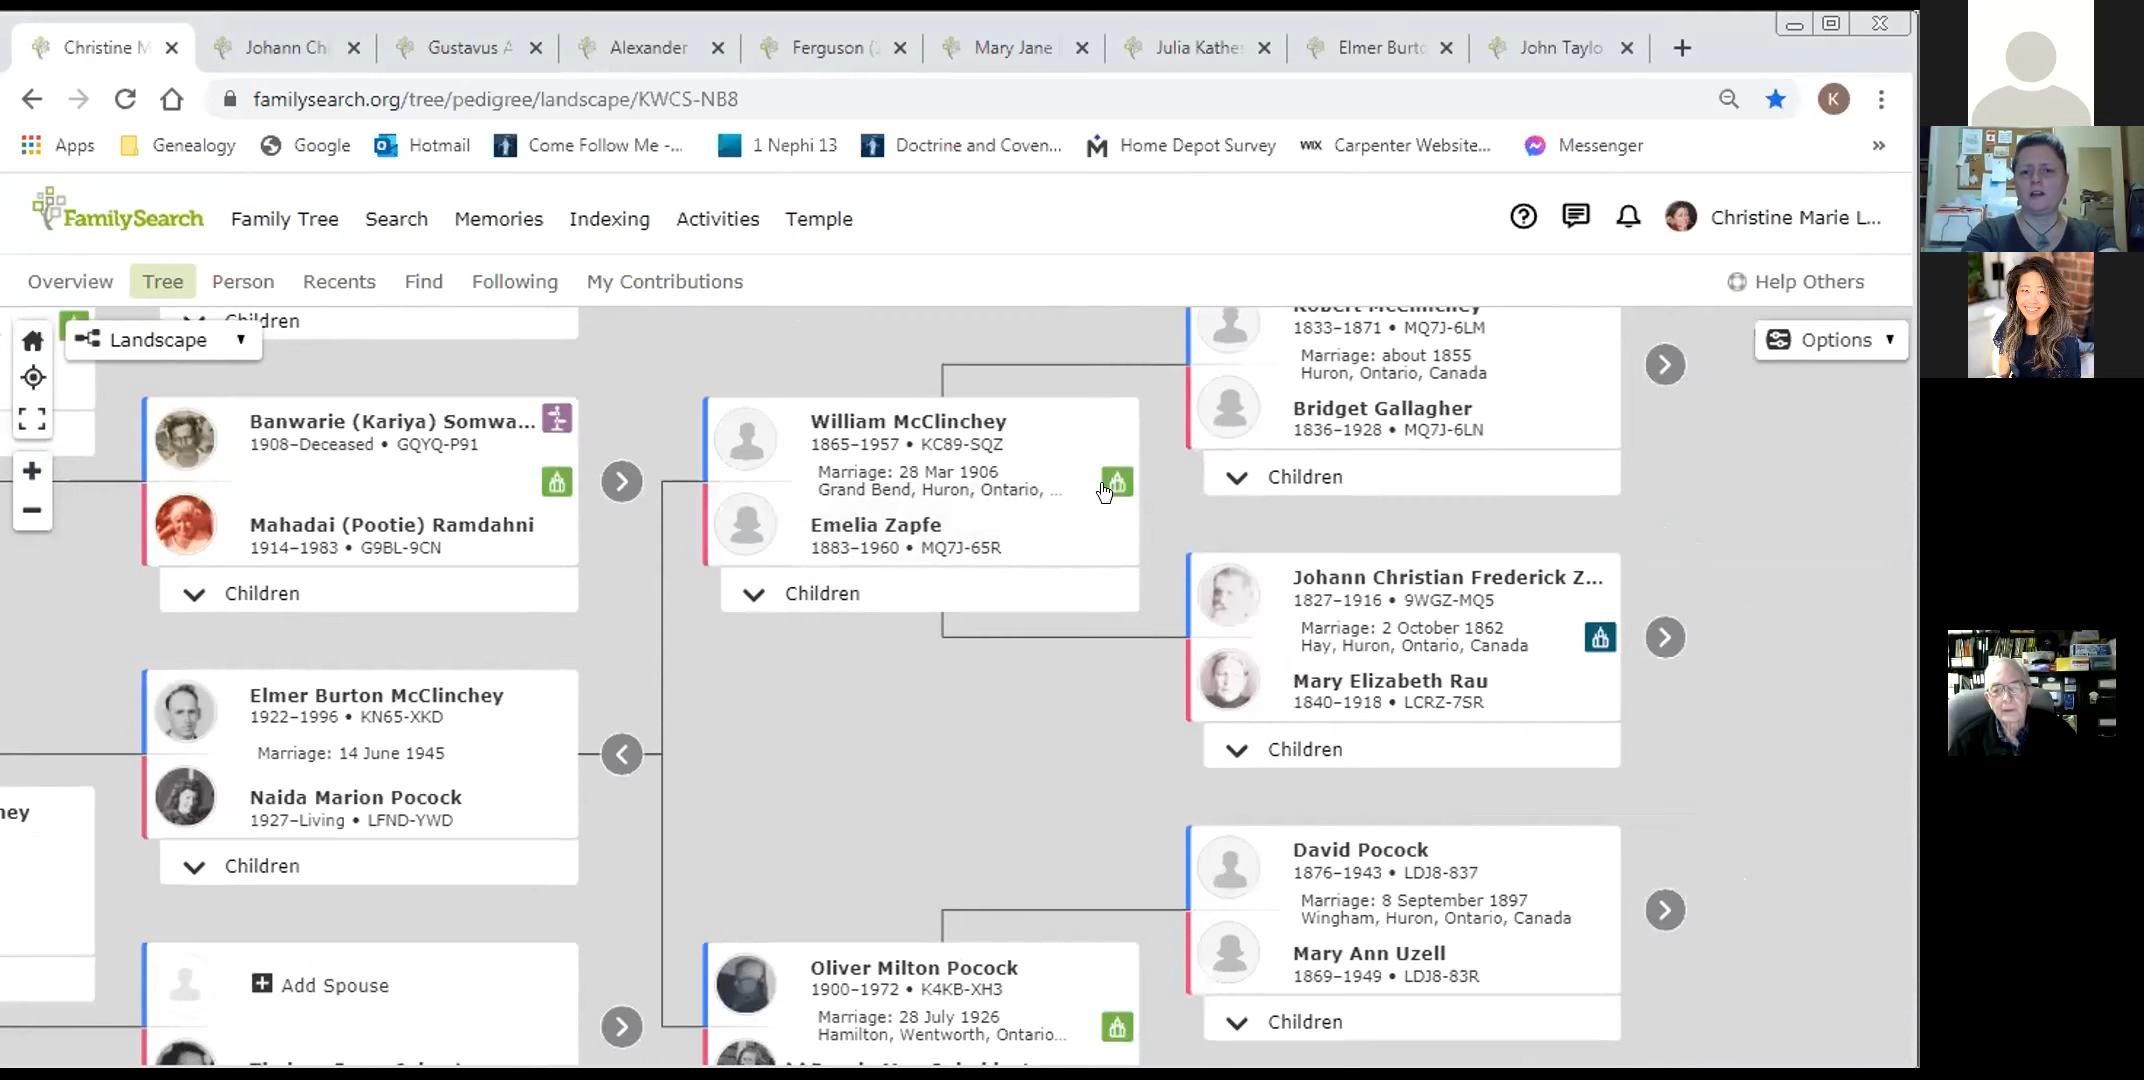 Christine M
Johann Ch
Gustavus A
Alexander
Ferguson (
Mary Jane
Julia Kathe
Elmer Burto
John Taylo
familysearch.org/tree/pedigree/landscape/KWCS-NB8
K
Apps
Genealogy
Google
Hotmail
Come Follow Me -...
1 Nephi 13
Doctrine and Coven...
Home Depot Survey
WIX
Carpenter Website...
Messenger
»
FamilySearch
Family Tree
Search
Memories
Indexing
Activities
Temple
Christine Marie L...
Overview
Tree
Person
Recents
Find
Following
My Contributions
Help Others
Children
Landscape
Options
Robert McClinchey
1833–1871 • MQ7J-6LM
Marriage: about 1855
Huron, Ontario, Canada
Bridget Gallagher
1836–1928 • MQ7J-6LN
Children
Banwarie (Kariya) Somwa...
1908–Deceased • GQYQ-P91
Mahadai (Pootie) Ramdahni
1914–1983 • G9BL-9CN
Children
William McClinchey
1865–1957 • KC89-SQZ
Marriage: 28 Mar 1906
Grand Bend, Huron, Ontario, ...
Emelia Zapfe
1883–1960 • MQ7J-65R
Children
Johann Christian Frederick Z...
1827–1916 • 9WGZ-MQ5
Marriage: 2 October 1862
Hay, Huron, Ontario, Canada
Mary Elizabeth Rau
1840–1918 • LCRZ-7SR
Children
Elmer Burton McClinchey
1922–1996 • KN65-XKD
Marriage: 14 June 1945
Naida Marion Pocock
1927–Living • LFND-YWD
Children
ney
David Pocock
1876–1943 • LDJ8-837
Marriage: 8 September 1897
Wingham, Huron, Ontario, Canada
Mary Ann Uzell
1869–1949 • LDJ8-83R
Children
Add Spouse
Oliver Milton Pocock
1900–1972 • K4KB-XH3
Marriage: 28 July 1926
Hamilton, Wentworth, Ontario...